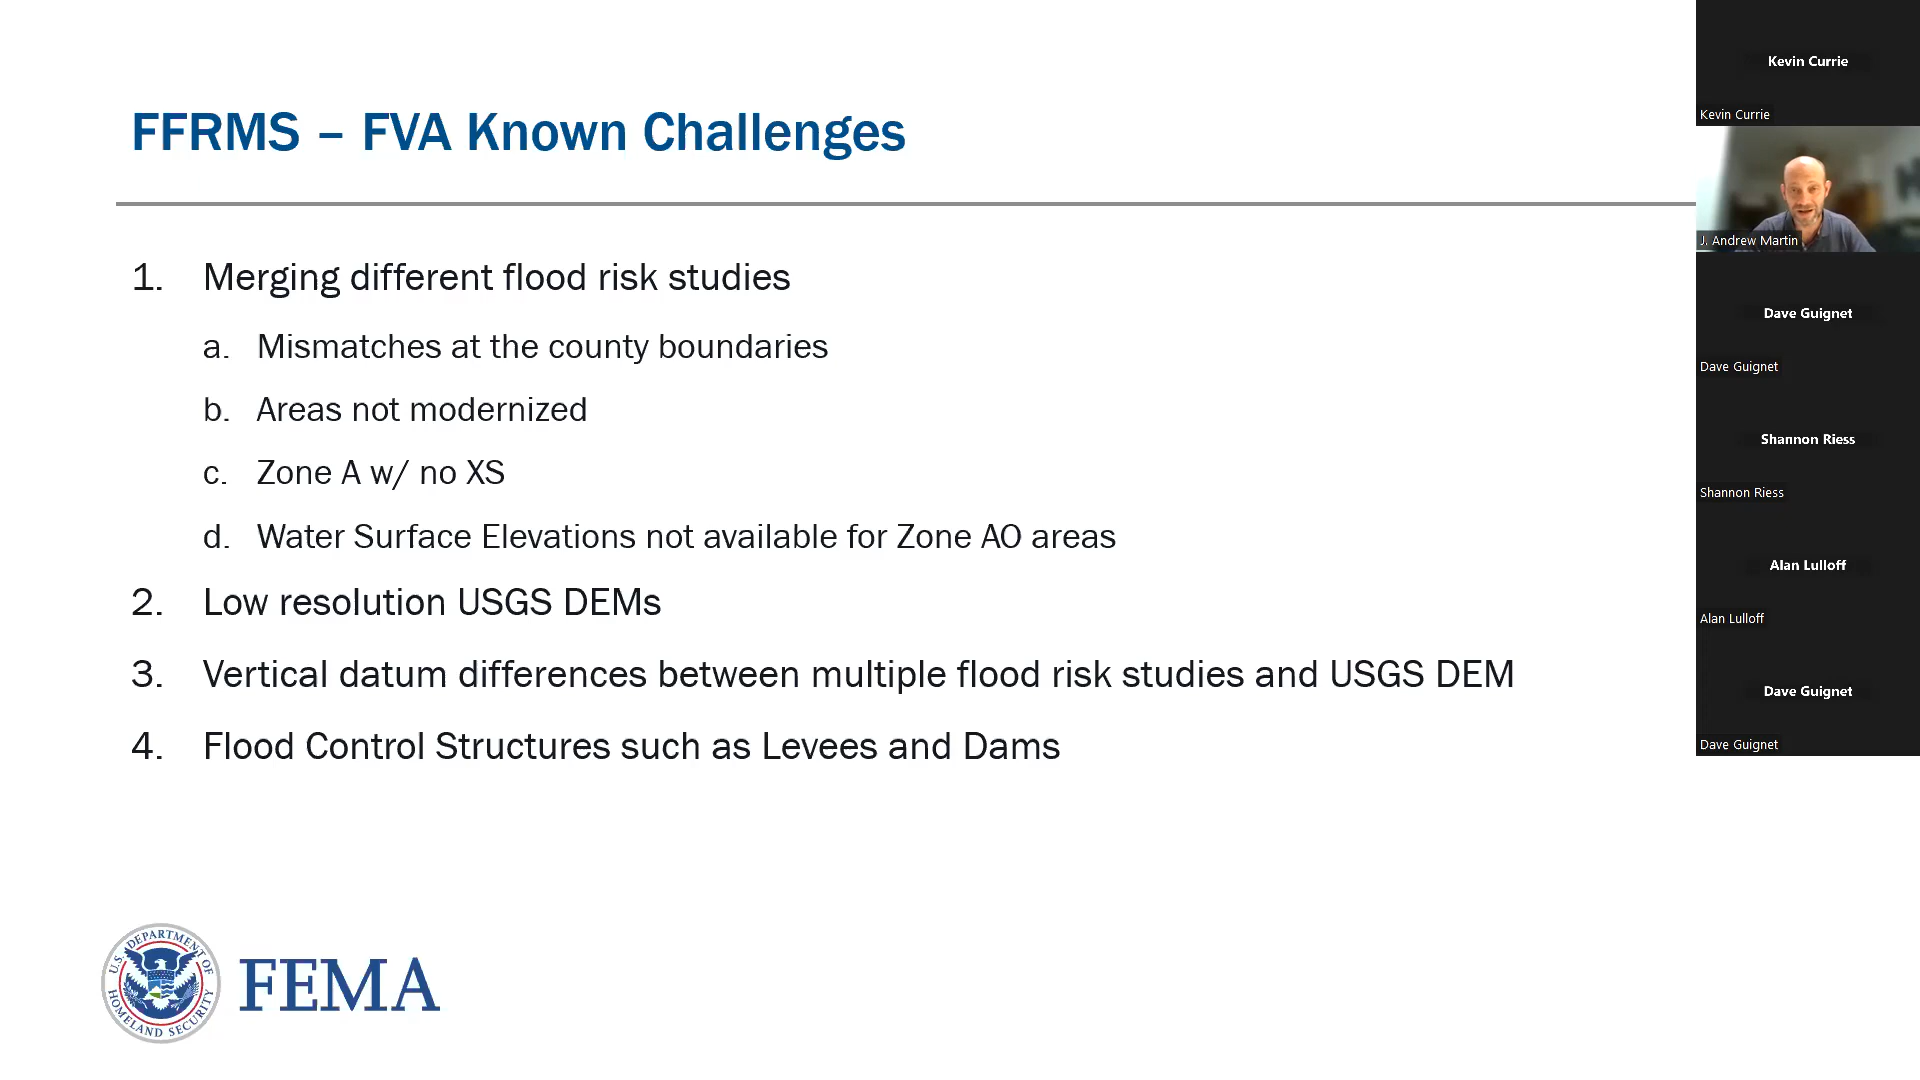 FFRMS – FVA Known Challenges
1. Merging different flood risk studies
a. Mismatches at the county boundaries
b. Areas not modernized
c. Zone A w/ no XS
d. Water Surface Elevations not available for Zone AO areas
2. Low resolution USGS DEMs
3. Vertical datum differences between multiple flood risk studies and USGS DEM
4. Flood Control Structures such as Levees and Dams
U.S. DEPARTMENT OF HOMELAND SECURITY
FEMA
Kevin Currie
Kevin Currie
J. Andrew Martin
Dave Guignet
Dave Guignet
Shannon Riess
Shannon Riess
Alan Lulloff
Alan Lulloff
Dave Guignet
Dave Guignet